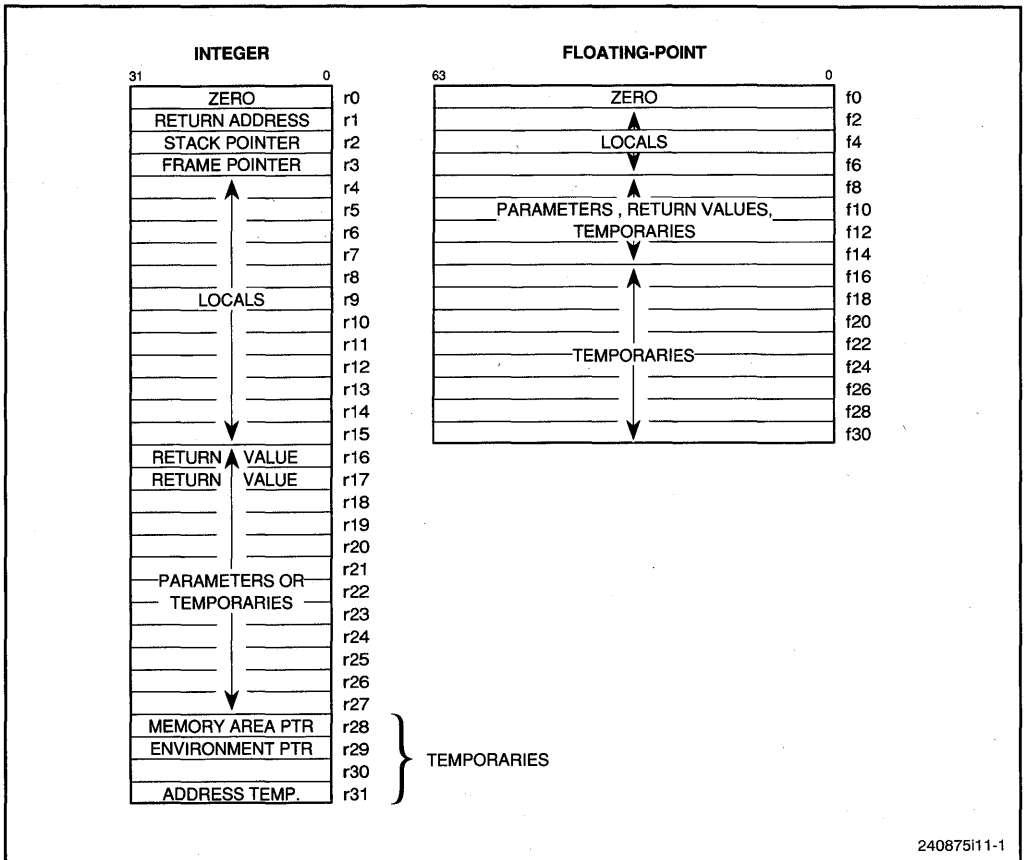 INTEGER
31 0
ZERO r0
RETURN ADDRESS r1
STACK POINTER r2
FRAME POINTER r3
r4
r5
r6
r7
r8
LOCALS r9
r10
r11
r12
r13
r14
r15
RETURN VALUE r16
RETURN VALUE r17
r18
r19
r20
r21
PARAMETERS OR
r22
TEMPORARIES
r23
r24
r25
r26
r27
MEMORY AREA PTR r28
ENVIRONMENT PTR r29
r30
ADDRESS TEMP. r31
TEMPORARIES
FLOATING-POINT
63 0
ZERO f0
f2
LOCALS f4
f6
f8
PARAMETERS , RETURN VALUES, f10
TEMPORARIES f12
f14
f16
f18
f20
f22
TEMPORARIES
f24
f26
f28
f30
240875i11-1